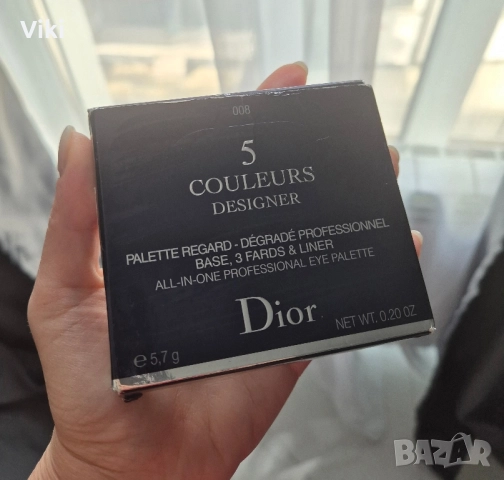 Viki
008
5
COULEURS
DESIGNER
PALETTE REGARD - DÉGRADÉ PROFESSIONNEL
BASE, 3 FARDS & LINER
ALL-IN-ONE PROFESSIONAL EYE PALETTE
Dior
e 5,7 g
NET WT. 0.20 OZ
BAZAR